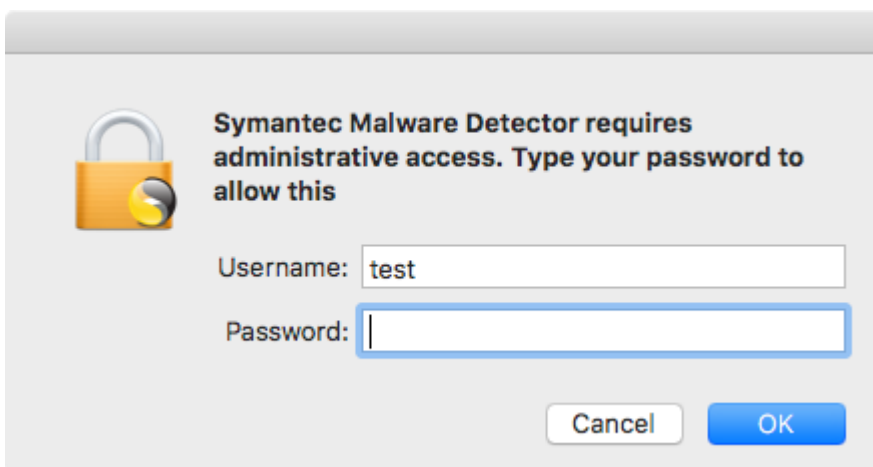 Symantec Malware Detector requires
administrative access. Type your password to
allow this
Username: test
Password:
Cancel OK